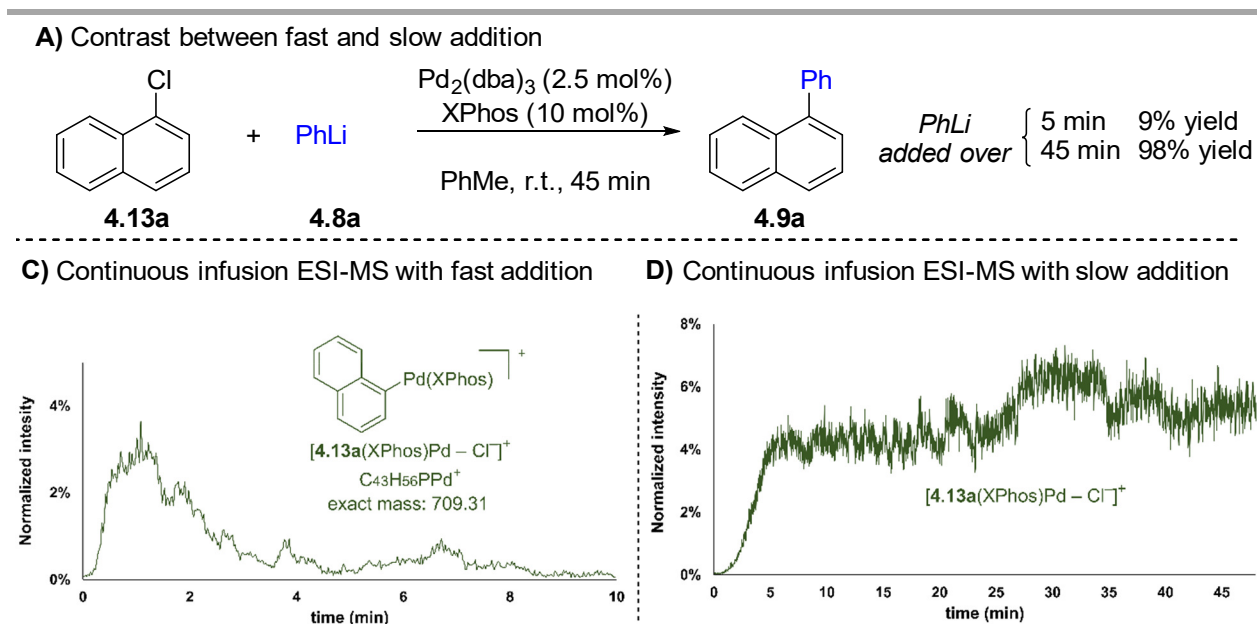 A) Contrast between fast and slow addition
Cl
4.13a
+
PhLi
4.8a
Pd2(dba)3 (2.5 mol%)
XPhos (10 mol%)
PhMe, r.t., 45 min
Ph
4.9a
PhLi
added over
5 min 9% yield
45 min 98% yield
C) Continuous infusion ESI-MS with fast addition
Normalized intesity
4%
2%
0%
0 2 4 6 8 10
time (min)
Pd(XPhos)
+
[4.13a(XPhos)Pd – Cl–]+
C43H56PPd+
exact mass: 709.31
D) Continuous infusion ESI-MS with slow addition
Normalized intensity
8%
6%
4%
2%
0%
0 5 10 15 20 25 30 35 40 45
time (min)
[4.13a(XPhos)Pd – Cl–]+